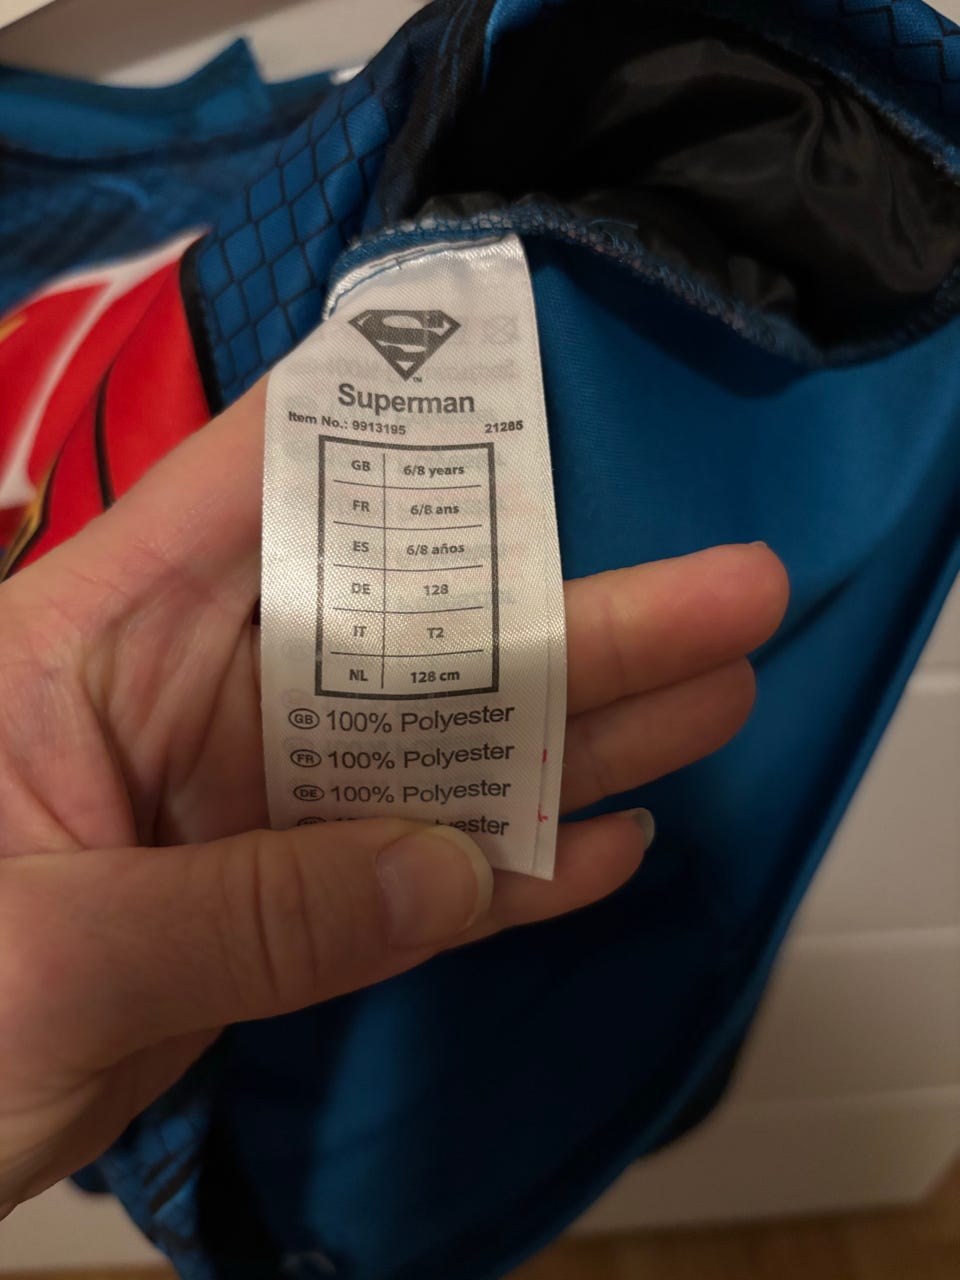 Superman
Item No.: 9913195 21285
GB 6/8 years
FR 6/8 ans
ES 6/8 años
DE 128
IT T2
NL 128 cm
GB 100% Polyester
FR 100% Polyester
DE 100% Polyester